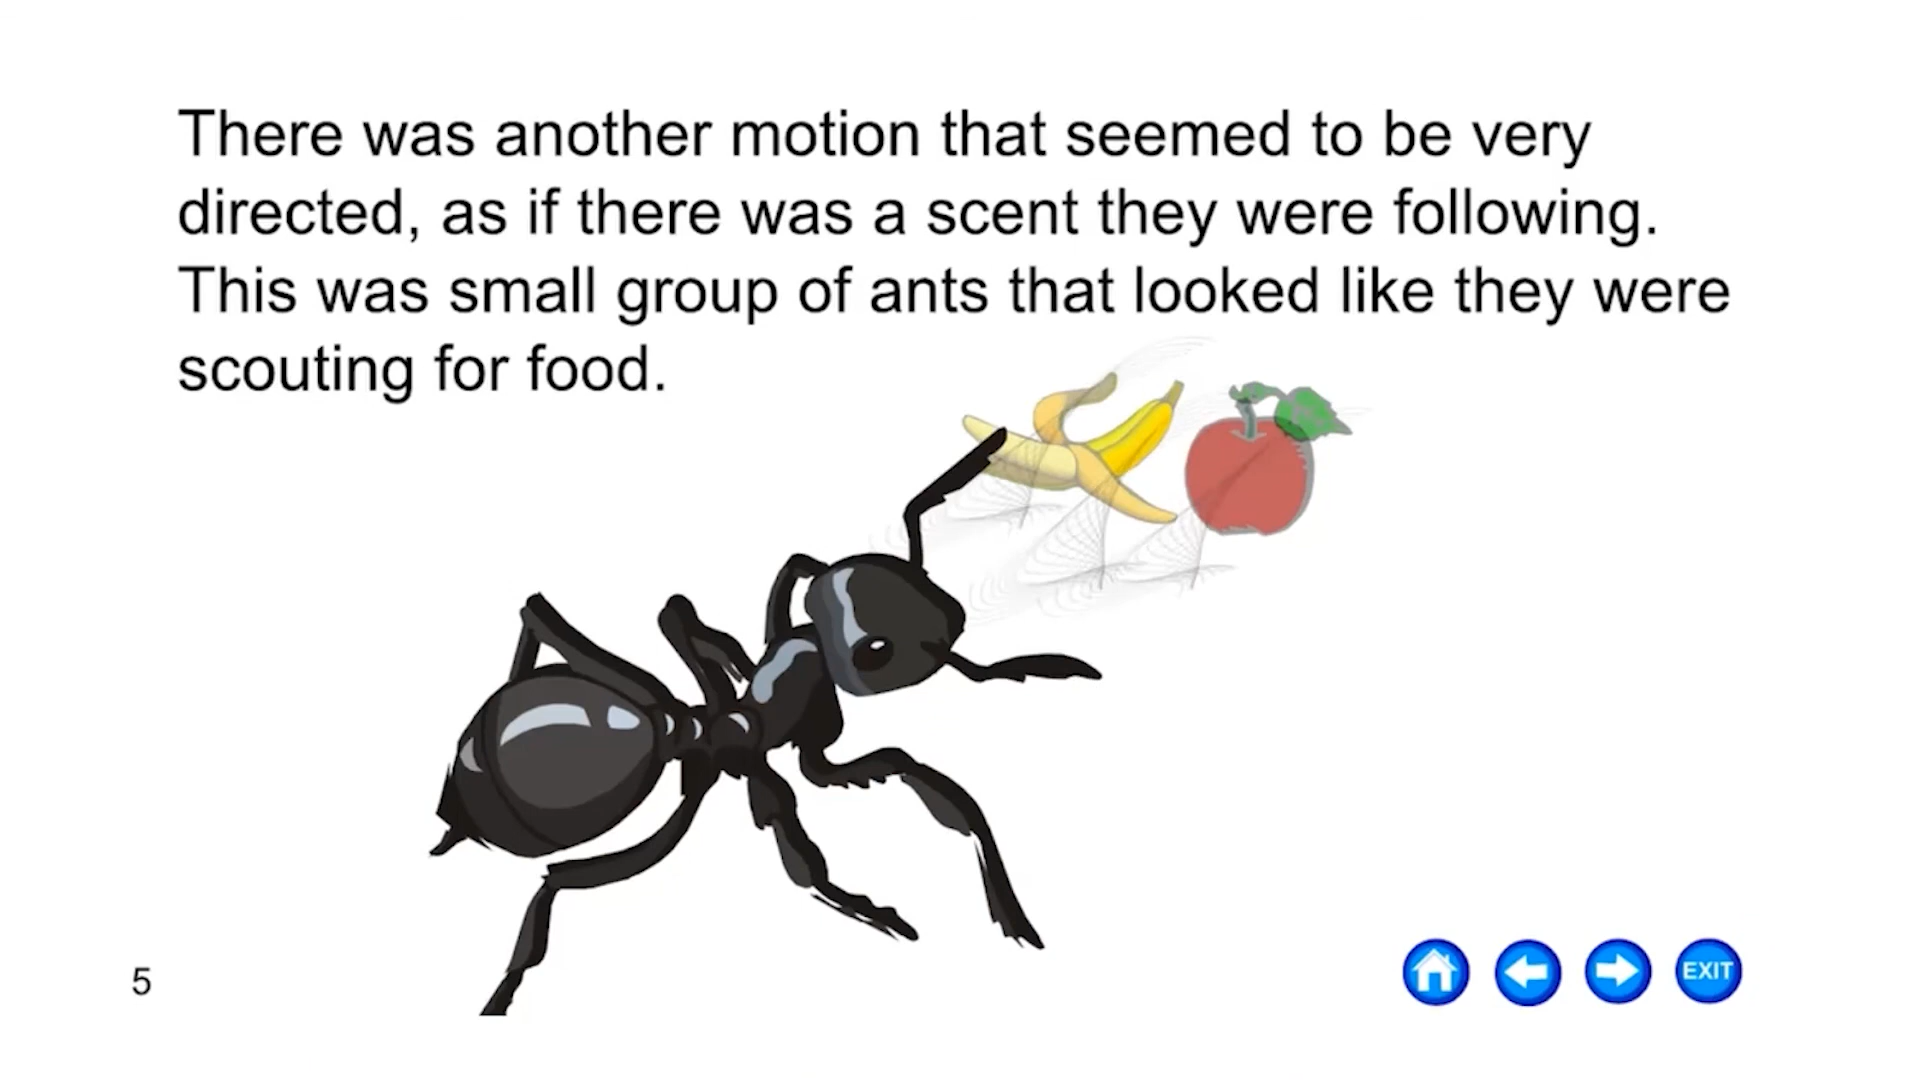 There was another motion that seemed to be very
directed, as if there was a scent they were following.
This was small group of ants that looked like they were
scouting for food.
5
EXIT